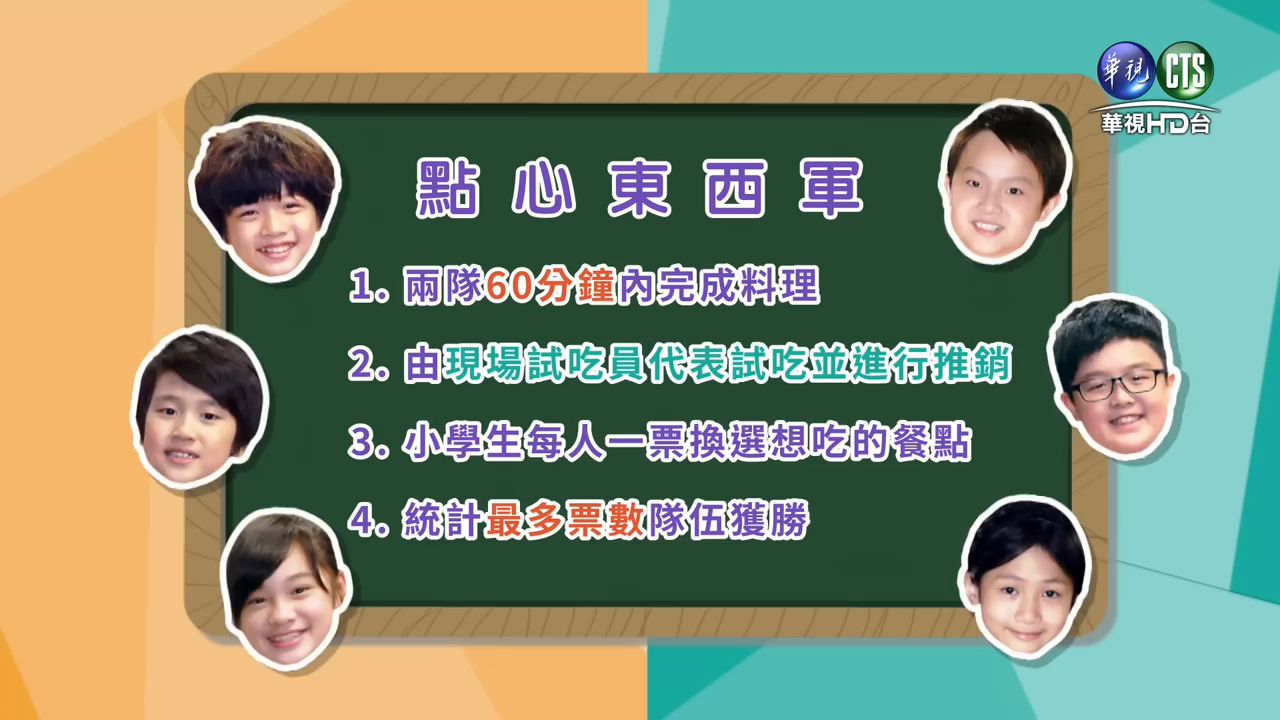 華視 CTS
華視HD台
點心東西軍
1. 兩隊60分鐘內完成料理
2. 由現場試吃員代表試吃並進行推銷
3. 小學生每人一票換選想吃的餐點
4. 統計最多票數隊伍獲勝